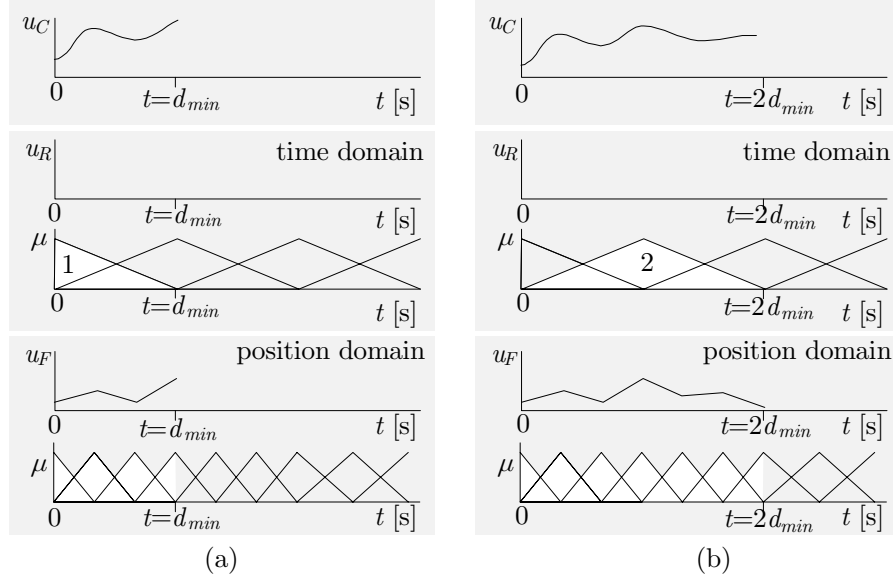 u_C
0
t=d_min
t [s]
u_R
time domain
0
t=d_min
t [s]
μ
1
0
t=d_min
t [s]
u_F
position domain
0
t=d_min
t [s]
μ
0
t=d_min
t [s]
(a)
u_C
0
t=2d_min
t [s]
u_R
time domain
0
t=2d_min
t [s]
μ
2
0
t=2d_min
t [s]
u_F
position domain
0
t=2d_min
t [s]
μ
0
t=2d_min
t [s]
(b)